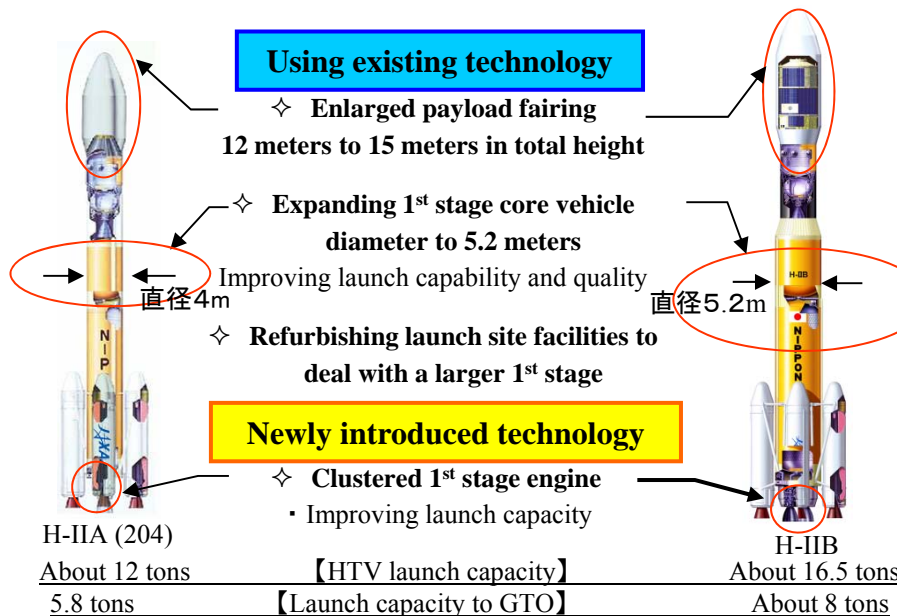 Using existing technology
✧ Enlarged payload fairing
12 meters to 15 meters in total height
✧ Expanding 1st stage core vehicle
diameter to 5.2 meters
Improving launch capability and quality
直径4m
直径5.2m
H-IIB
✧ Refurbishing launch site facilities to
deal with a larger 1st stage
NIP
NIPPON
Newly introduced technology
✧ Clustered 1st stage engine
・Improving launch capacity
H-IIA (204)
H-IIB
About 12 tons 【HTV launch capacity】 About 16.5 tons
5.8 tons 【Launch capacity to GTO】 About 8 tons